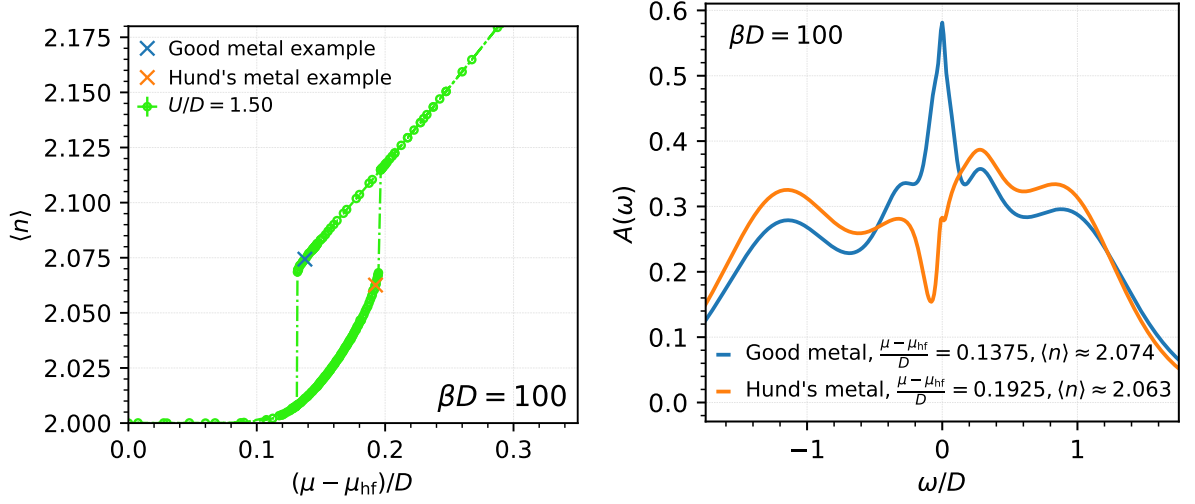 2.175
2.150
2.125
2.100
2.075
2.050
2.025
2.000
⟨n⟩
Good metal example
Hund's metal example
U/D = 1.50
βD = 100
0.0 0.1 0.2 0.3
(μ − μ_hf)/D
0.6
0.5
0.4
0.3
0.2
0.1
0.0
A(ω)
βD = 100
Good metal, (μ−μ_hf)/D = 0.1375, ⟨n⟩ ≈ 2.074
Hund's metal, (μ−μ_hf)/D = 0.1925, ⟨n⟩ ≈ 2.063
−1 0 1
ω/D